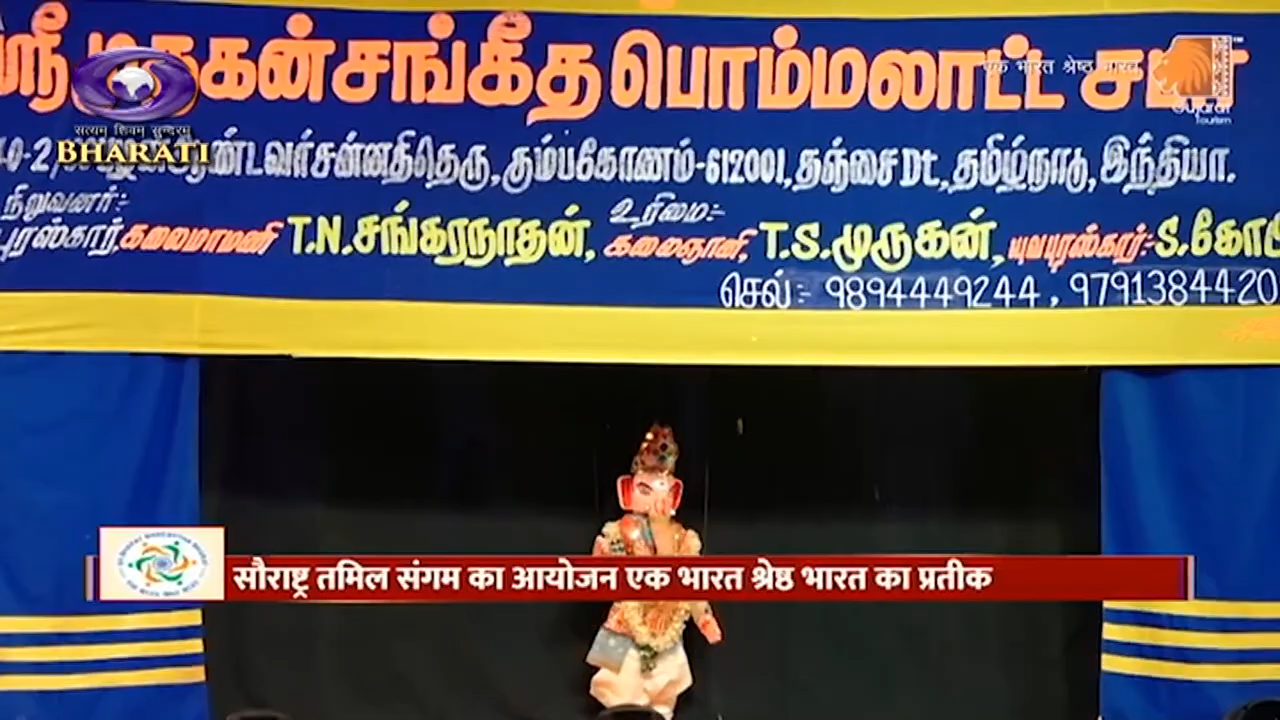 ஸ்ரீ முருகன் சங்கீத பொம்மலாட்ட சபா
एक भारत श्रेष्ठ भारत
Gujarat
Tourism
सत्यम् शिवम् सुन्दरम्
BHARATI
சன்னதிதெரு, கும்பகோணம்-612001, தஞ்சை Dt, தமிழ்நாடு, இந்தியா.
நிறுவனர்:- உரிமை:-
புரஸ்கார், கலைமாமணி T.N.சங்கரநாதன், கலைஞானி, T.S.முருகன், யுவபுரஸ்கார்:- S.கோ
செல்:- 9894449244, 9791384420
सौराष्ट्र तमिल संगम का आयोजन एक भारत श्रेष्ठ भारत का प्रतीक